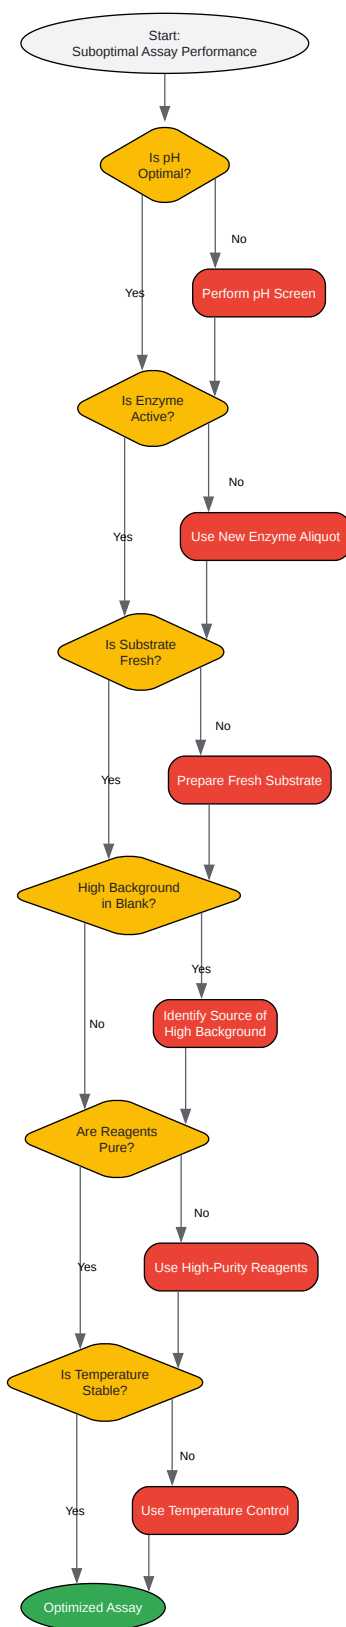 Start:
Suboptimal Assay Performance
Is pH
Optimal?
No
Yes
Perform pH Screen
Is Enzyme
Active?
No
Yes
Use New Enzyme Aliquot
Is Substrate
Fresh?
No
Yes
Prepare Fresh Substrate
High Background
in Blank?
Yes
No
Identify Source of
High Background
Are Reagents
Pure?
No
Yes
Use High-Purity Reagents
Is Temperature
Stable?
No
Yes
Use Temperature Control
Optimized Assay